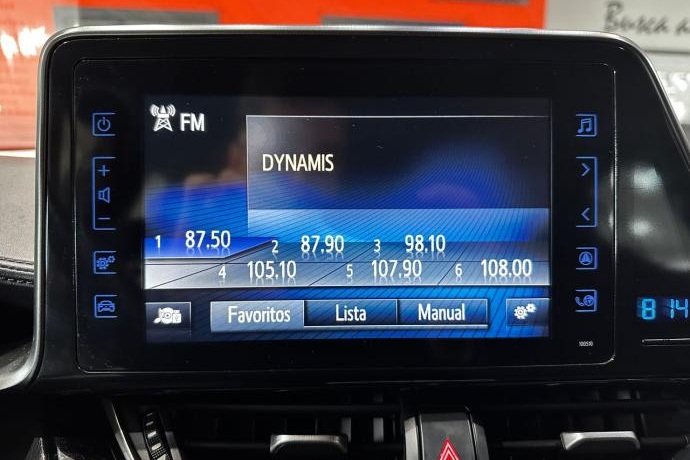 Busca a
FM
DYNAMIS
1 87.50
2 87.90
3 98.10
4 105.10
5 107.90
6 108.00
Favoritos
Lista
Manual
100510
8 14